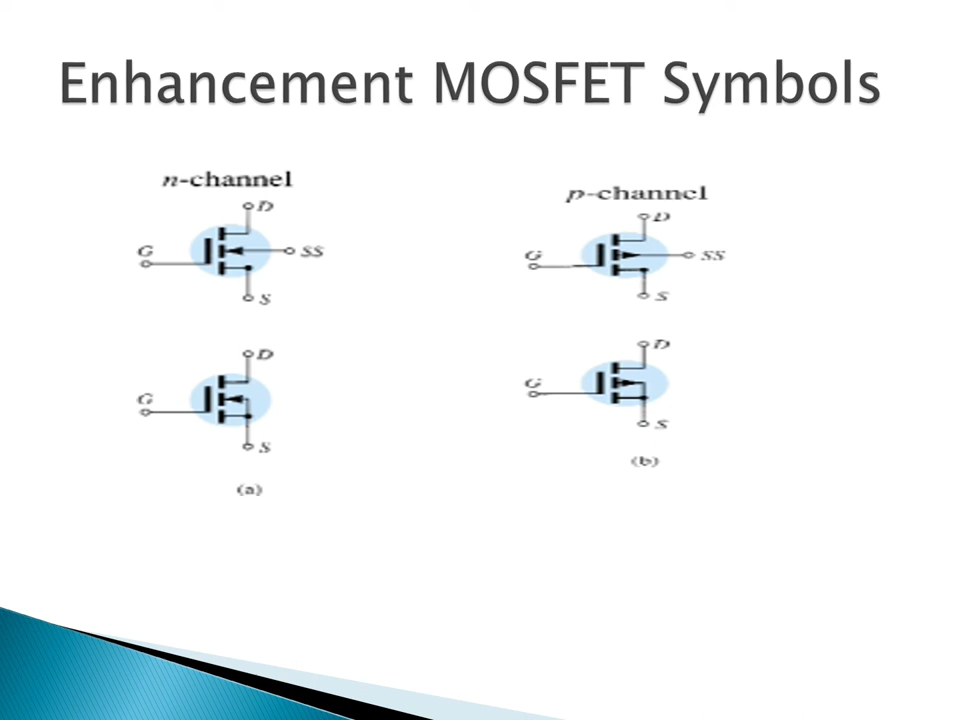 Enhancement MOSFET Symbols
n-channel
D
G
SS
S
D
G
S
(a)
p-channel
D
G
SS
S
D
G
S
(b)